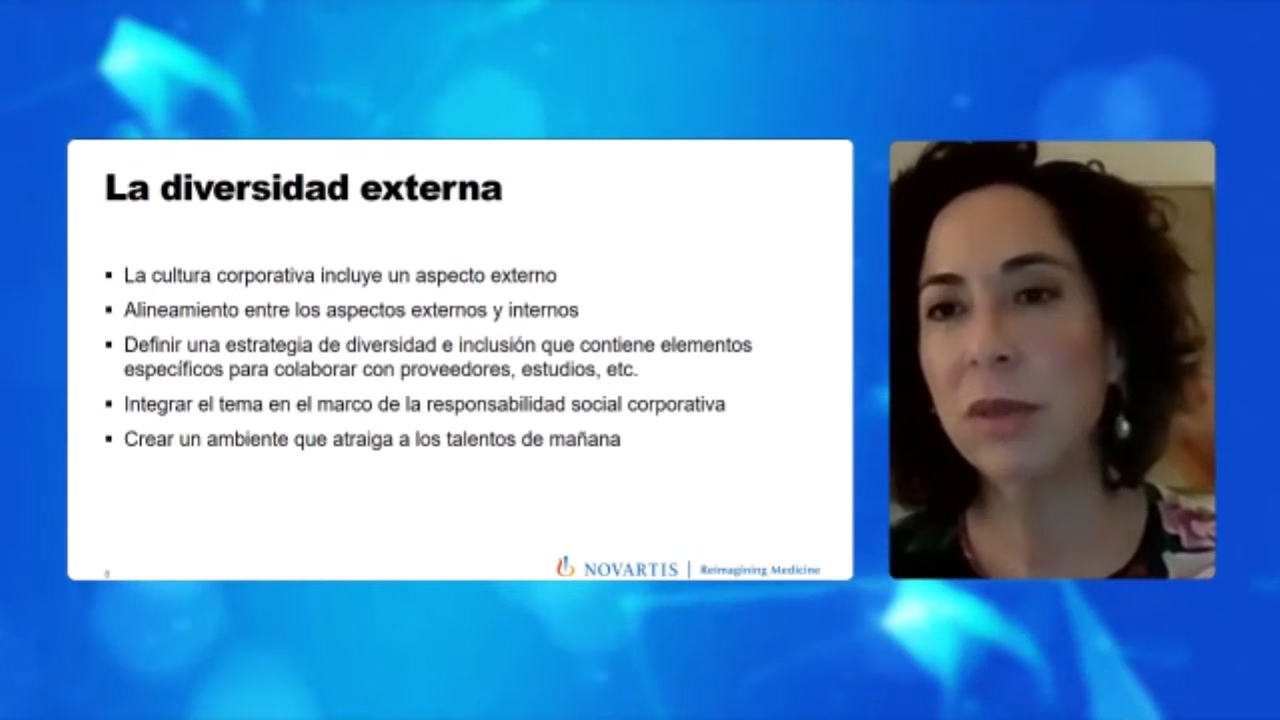 La diversidad externa
▪ La cultura corporativa incluye un aspecto externo
▪ Alineamiento entre los aspectos externos y internos
▪ Definir una estrategia de diversidad e inclusión que contiene elementos
específicos para colaborar con proveedores, estudios, etc.
▪ Integrar el tema en el marco de la responsabilidad social corporativa
▪ Crear un ambiente que atraiga a los talentos de mañana
NOVARTIS | Reimagining Medicine